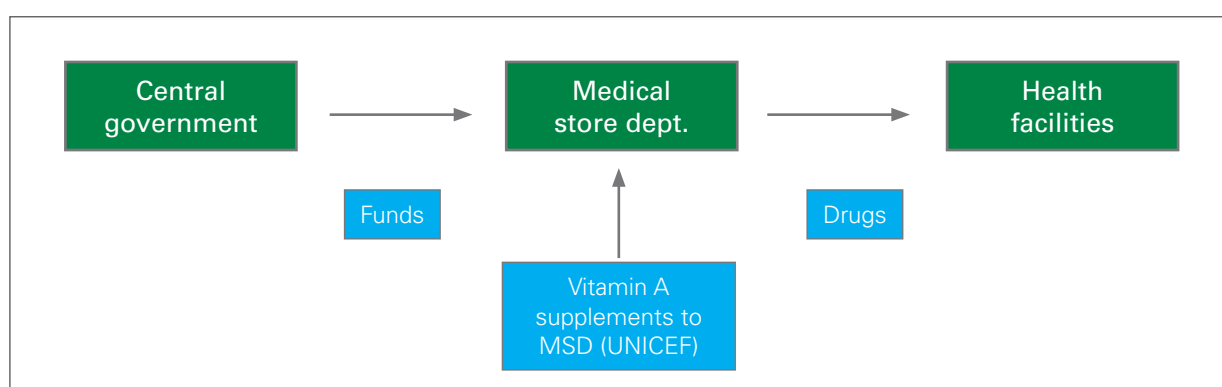 Central
government
Medical
store dept.
Health
facilities
Funds
Drugs
Vitamin A
supplements to
MSD (UNICEF)